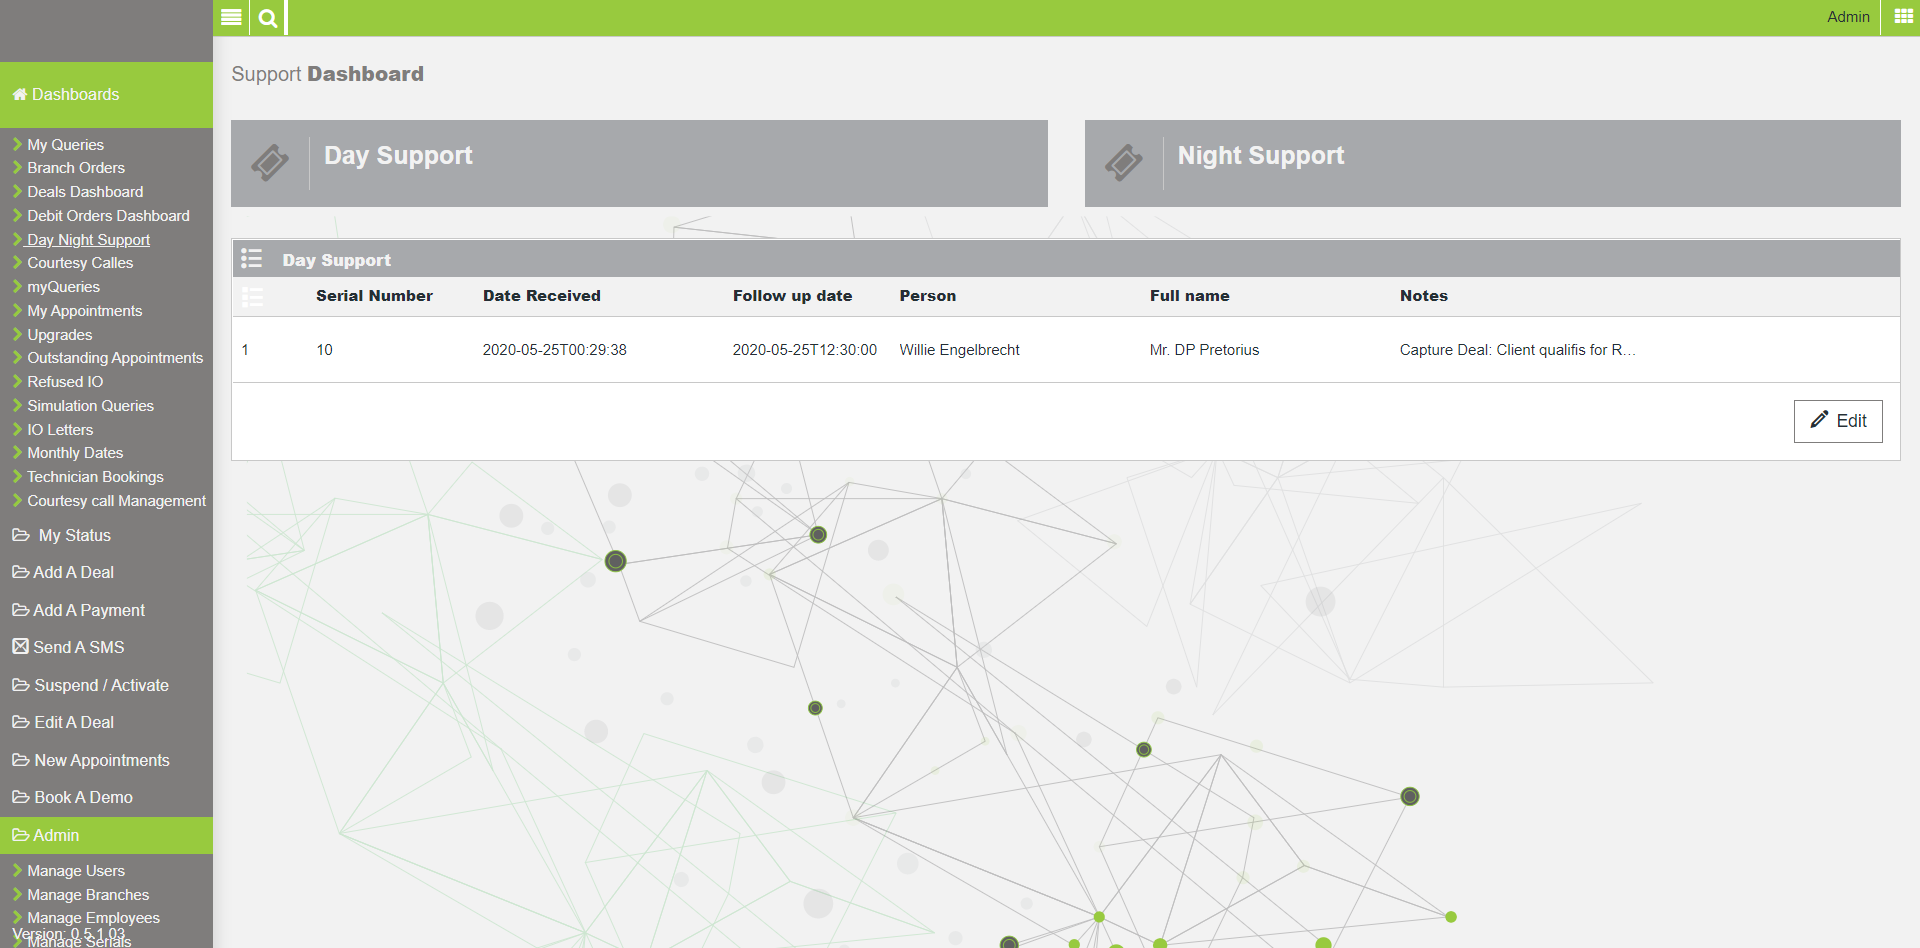 Admin
Dashboards
My Queries
Branch Orders
Deals Dashboard
Debit Orders Dashboard
Day Night Support
Courtesy Calles
myQueries
My Appointments
Upgrades
Outstanding Appointments
Refused IO
Simulation Queries
IO Letters
Monthly Dates
Technician Bookings
Courtesy call Management
My Status
Add A Deal
Add A Payment
Send A SMS
Suspend / Activate
Edit A Deal
New Appointments
Book A Demo
Admin
Manage Users
Manage Branches
Manage Employees
Version: 0.5.1.03
Manage Serials
Support Dashboard
Day Support
Night Support
Day Support
Serial Number Date Received Follow up date Person Full name Notes
1 10 2020-05-25T00:29:38 2020-05-25T12:30:00 Willie Engelbrecht Mr. DP Pretorius Capture Deal: Client qualifis for R...
Edit